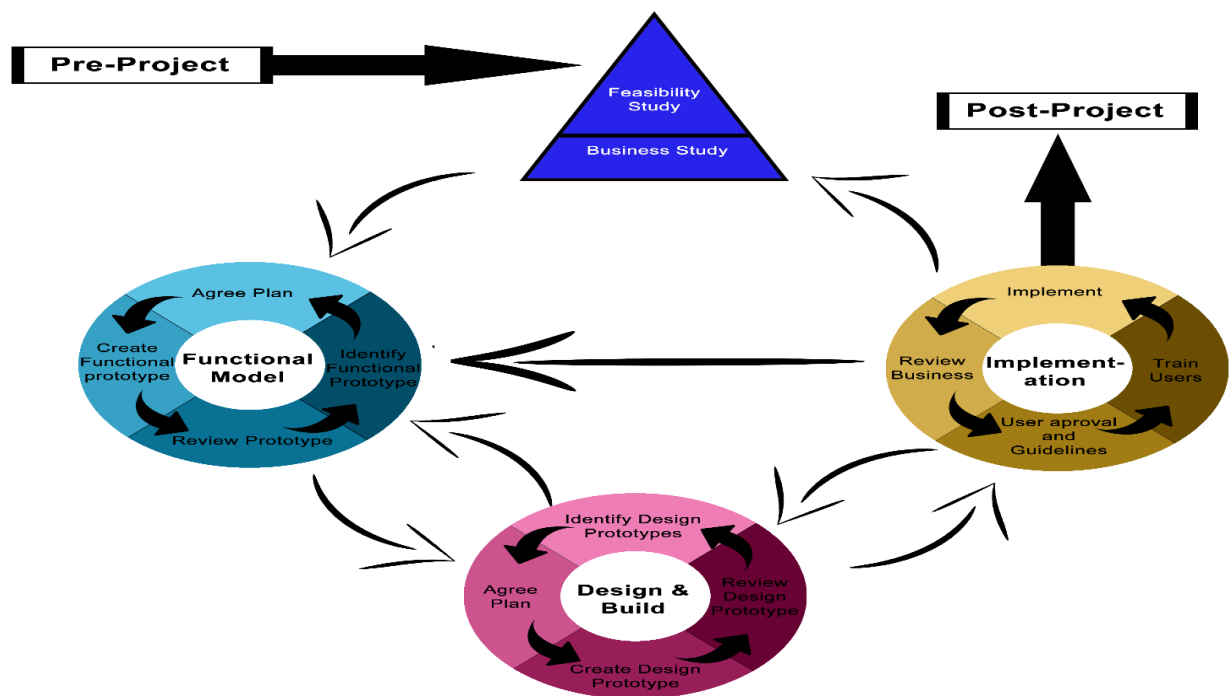 Pre-Project
Feasibility
Study
Business Study
Post-Project
Agree Plan
Create
Functional
prototype
Functional
Model
Identify
Functional
Prototype
Review Prototype
Implement
Review
Business
Implement-
ation
Train
Users
User aproval
and
Guidelines
Identify Design
Prototypes
Agree
Plan
Design &
Build
Review
Design
Prototype
Create Design
Prototype